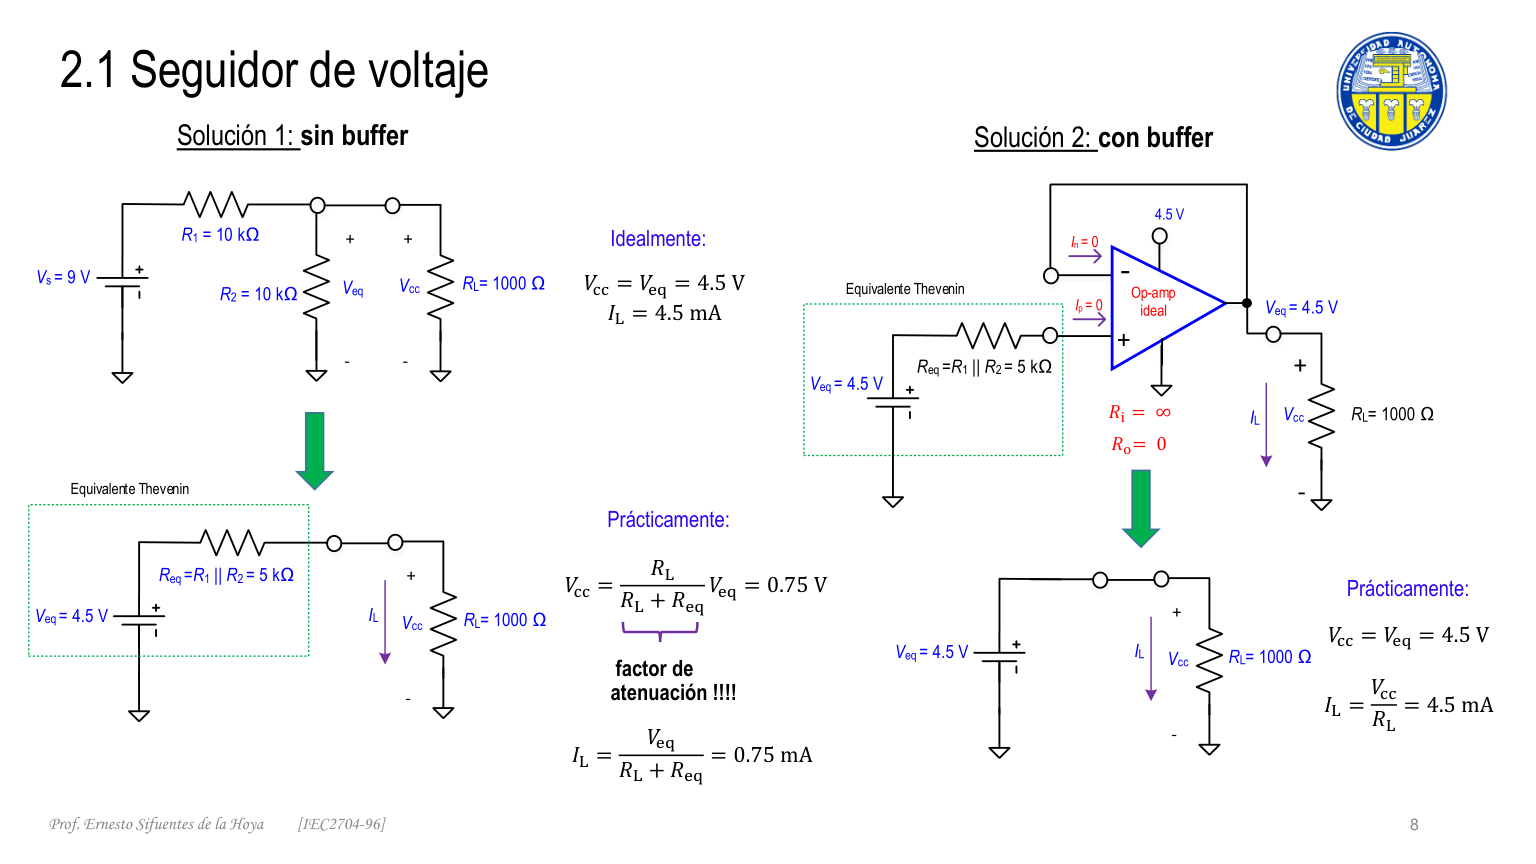 2.1 Seguidor de voltaje
UNIVERSIDAD AUTONOMA
DE CIUDAD JUAREZ
Solución 1: sin buffer
R1 = 10 kΩ
+
+
Vs = 9 V
+
-
R2 = 10 kΩ
Veq
Vcc
RL= 1000 Ω
-
-
Idealmente:
Vcc = Veq = 4.5 V
IL = 4.5 mA
Equivalente Thevenin
Req =R1 || R2 = 5 kΩ
+
Veq = 4.5 V
+
-
IL
Vcc
RL= 1000 Ω
-
Prácticamente:
Vcc = RL / (RL + Req) Veq = 0.75 V
factor de
atenuación !!!!
IL = Veq / (RL + Req) = 0.75 mA
Solución 2: con buffer
4.5 V
In = 0
-
Op-amp
ideal
Ip = 0
+
Equivalente Thevenin
Req =R1 || R2 = 5 kΩ
Veq = 4.5 V
+
-
Ri = ∞
Ro = 0
Veq = 4.5 V
+
IL
Vcc
RL= 1000 Ω
-
+
Veq = 4.5 V
+
-
IL
Vcc
RL= 1000 Ω
-
Prácticamente:
Vcc = Veq = 4.5 V
IL = Vcc / RL = 4.5 mA
Prof. Ernesto Sifuentes de la Hoya [IEC2704-96]
8